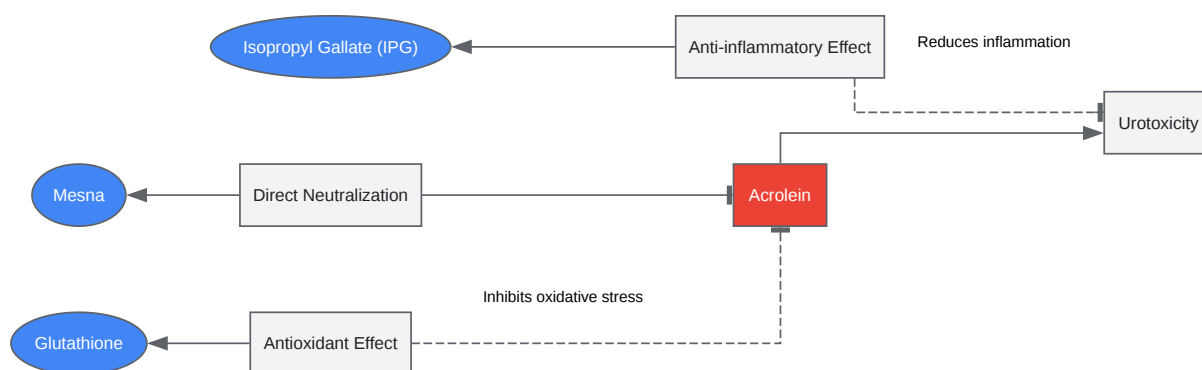 Isopropyl Gallate (IPG)
Anti-inflammatory Effect
Reduces inflammation
Urotoxicity
Mesna
Direct Neutralization
Acrolein
Inhibits oxidative stress
Glutathione
Antioxidant Effect